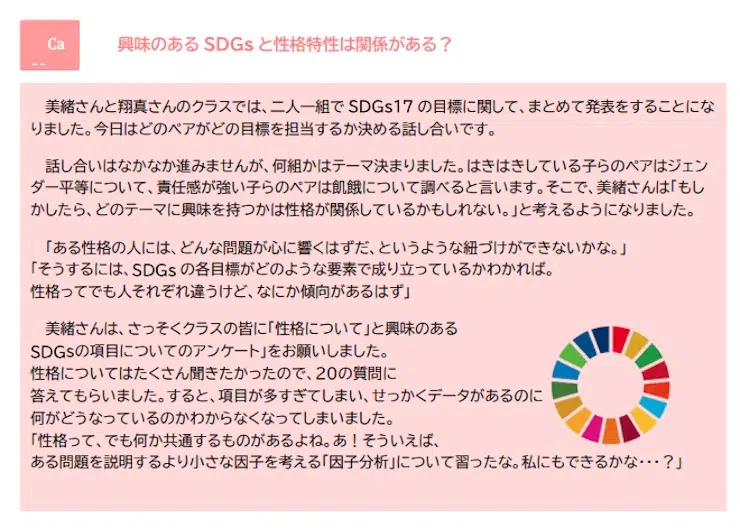 Ca
興味のある SDGs と性格特性は関係がある？
美緒さんと翔真さんのクラスでは、二人一組で SDGs17 の目標に関して、まとめて発表をすることにな
りました。今日はどのペアがどの目標を担当するか決める話し合いです。
話し合いはなかなか進みませんが、何組かはテーマ決まりました。はきはきしている子らのペアはジェン
ダー平等について、責任感が強い子らのペアは飢餓について調べると言います。そこで、美緒さんは「もし
かしたら、どのテーマに興味を持つかは性格が関係しているかもしれない。」と考えるようになりました。
「ある性格の人には、どんな問題が心に響くはずだ、というような紐づけができないかな。」
「そうするには、SDGs の各目標がどのような要素で成り立っているかわかれば。
性格ってでも人それぞれ違うけど、なにか傾向があるはず」
美緒さんは、さっそくクラスの皆に「性格について」と興味のある
SDGsの項目についてのアンケート」をお願いしました。
性格についてはたくさん聞きたかったので、20の質問に
答えてもらいました。すると、項目が多すぎてしまい、せっかくデータがあるのに
何がどうなっているのかわからなくなってしまいました。
「性格って、でも何か共通するものがあるよね。あ！そういえば、
ある問題を説明するより小さな因子を考える「因子分析」について習ったな。私にもできるかな・・・？」